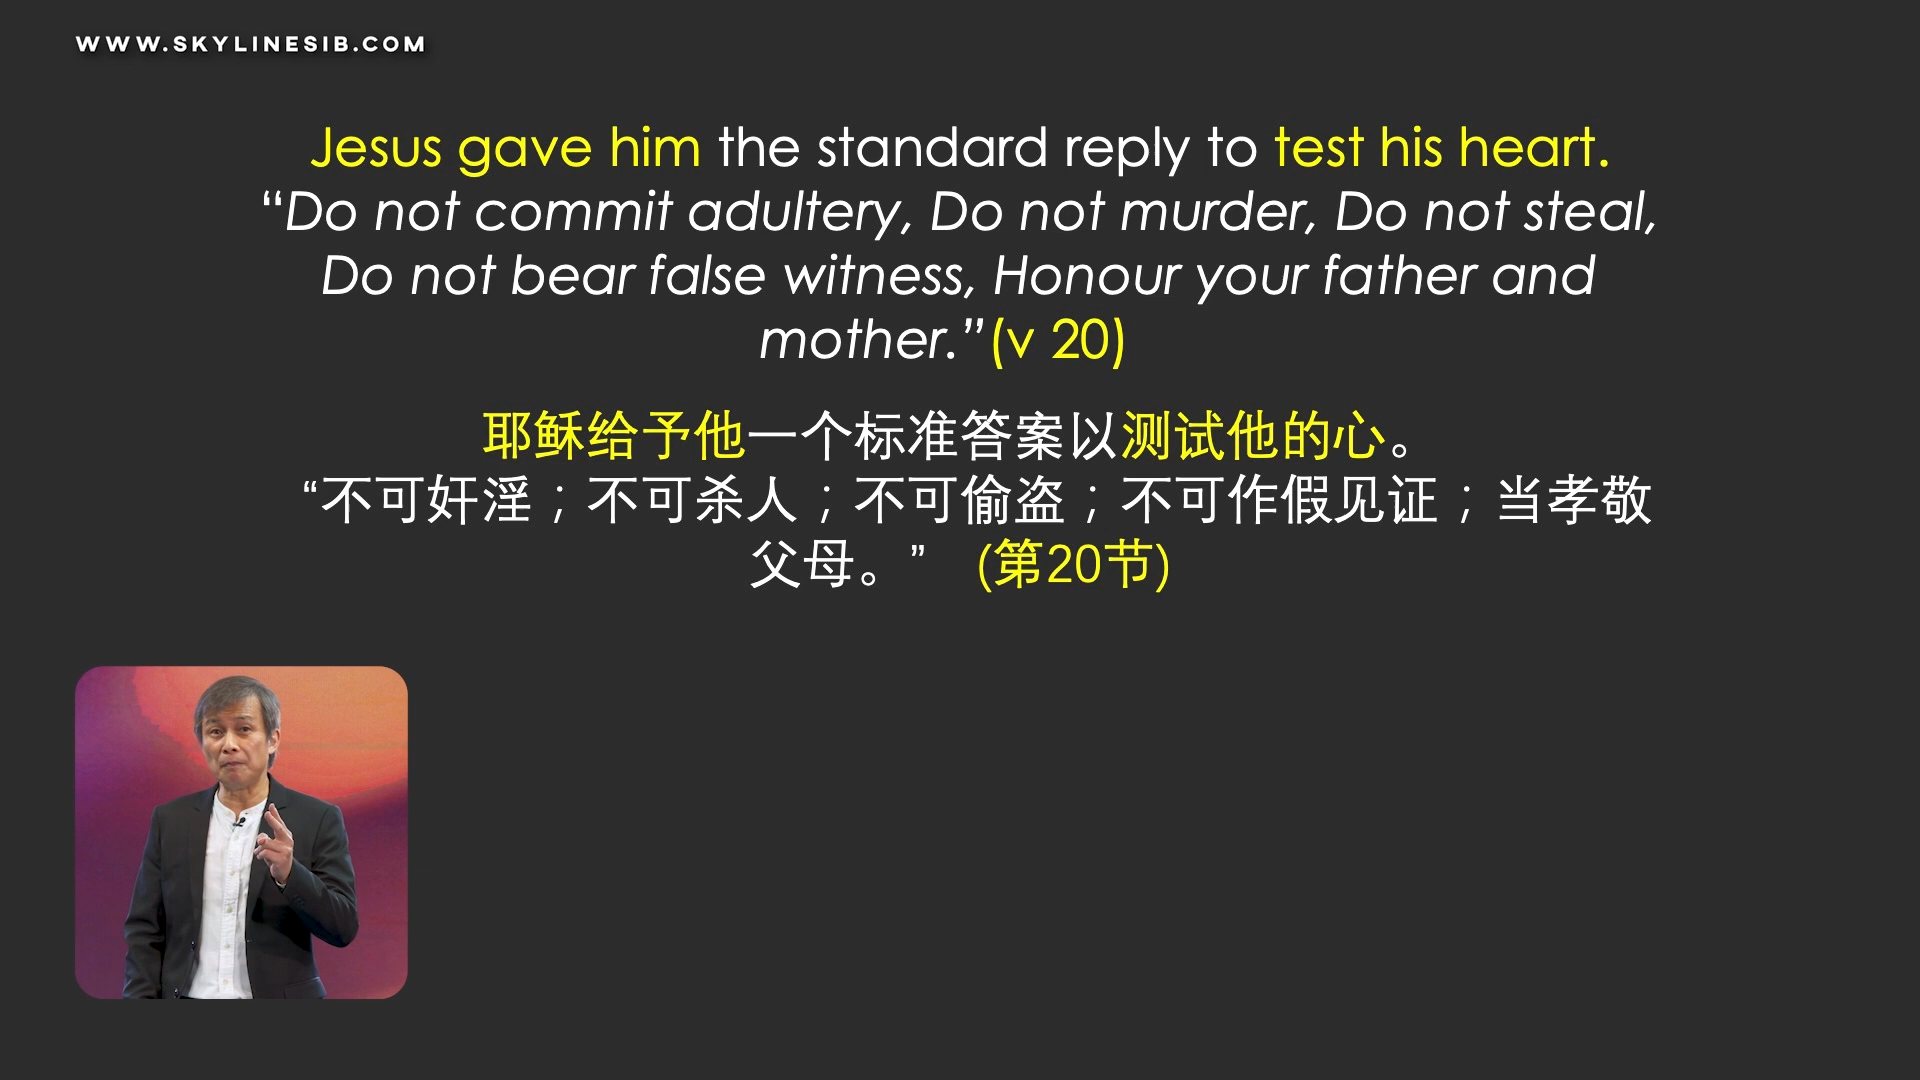 WWW.SKYLINESIB.COM
Jesus gave him the standard reply to test his heart.
“Do not commit adultery, Do not murder, Do not steal,
Do not bear false witness, Honour your father and
mother.”(v 20)
耶稣给予他一个标准答案以测试他的心。
“不可奸淫；不可杀人；不可偷盗；不可作假见证；当孝敬
父母。” (第20节)